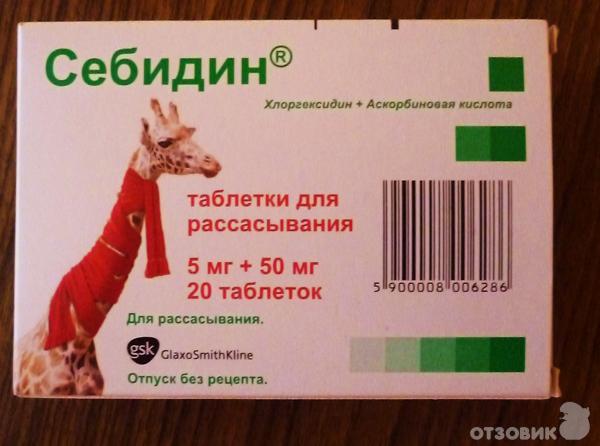 Себидин®
Хлоргексидин + Аскорбиновая кислота
таблетки для
рассасывания
5 мг + 50 мг
20 таблеток
5 900008 006286
Для рассасывания.
gsk GlaxoSmithKline
Отпуск без рецепта.
ОТЗОВИК